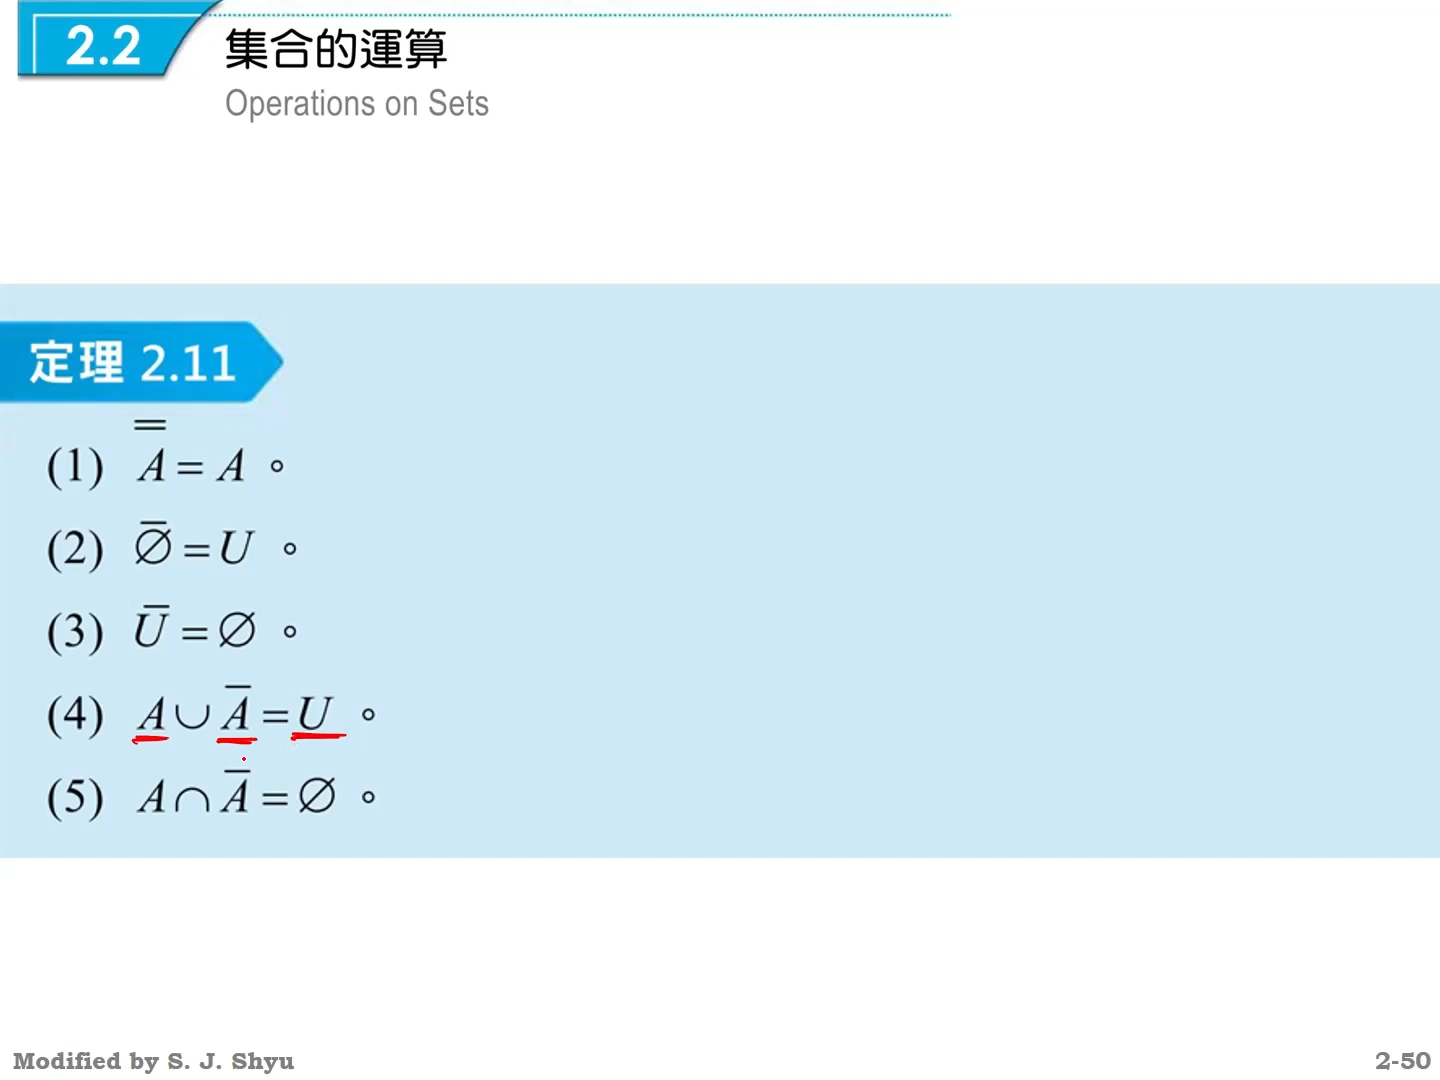 2.2 集合的運算
Operations on Sets
定理 2.11
(1) A̿ = A。
(2) ∅̅ = U。
(3) U̅ = ∅。
(4) A ∪ A̅ = U。
(5) A ∩ A̅ = ∅。
Modified by S. J. Shyu
2-50